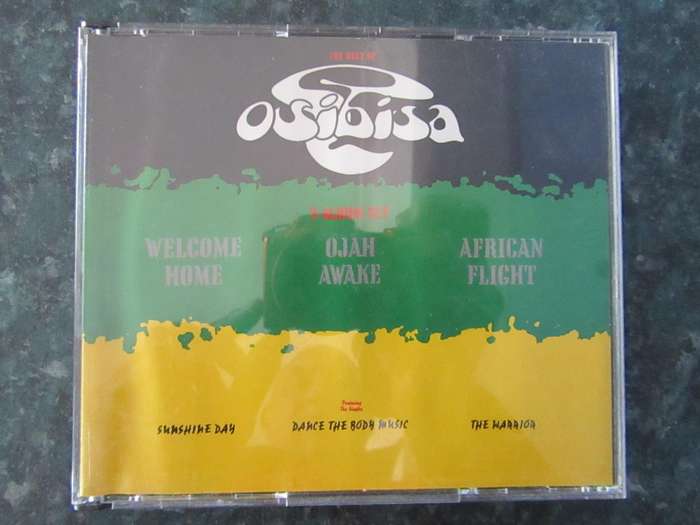 THE BEST OF
Osibisa
3 ALBUM SET
WELCOME HOME
OJAH AWAKE
AFRICAN FLIGHT
Featuring
The Singles
SUNSHINE DAY
DANCE THE BODY MUSIC
THE WARRIOR